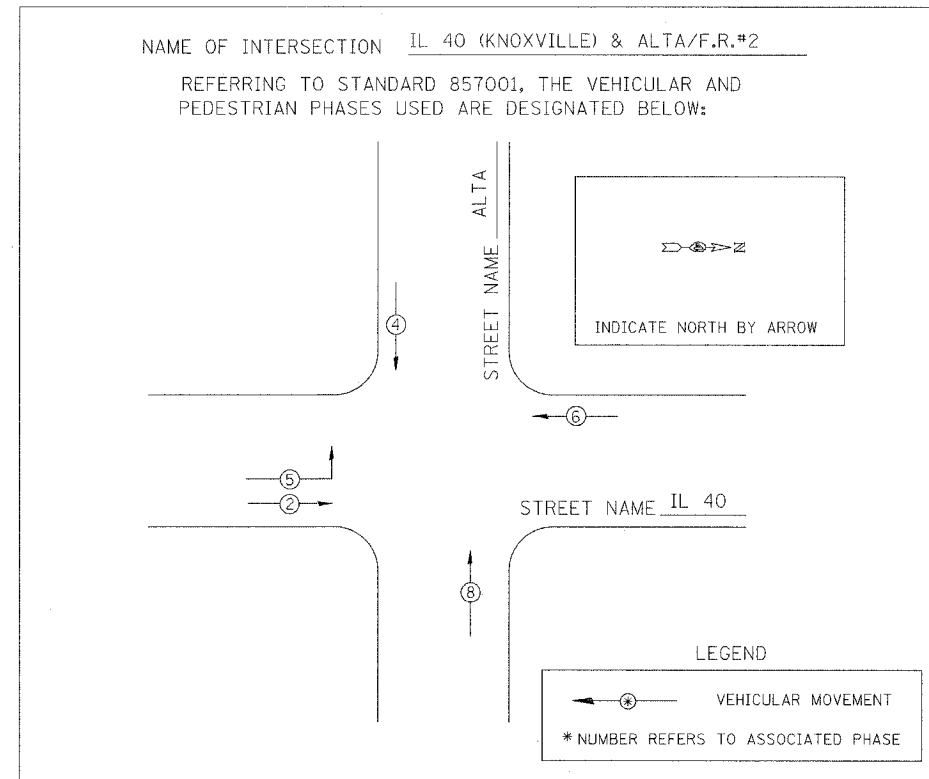 NAME OF INTERSECTION IL 40 (KNOXVILLE) & ALTA/F.R.#2
REFERRING TO STANDARD 857001, THE VEHICULAR AND
PEDESTRIAN PHASES USED ARE DESIGNATED BELOW:
STREET NAME ALTA
N
INDICATE NORTH BY ARROW
4
6
5
2
STREET NAME IL 40
8
LEGEND
* VEHICULAR MOVEMENT
* NUMBER REFERS TO ASSOCIATED PHASE